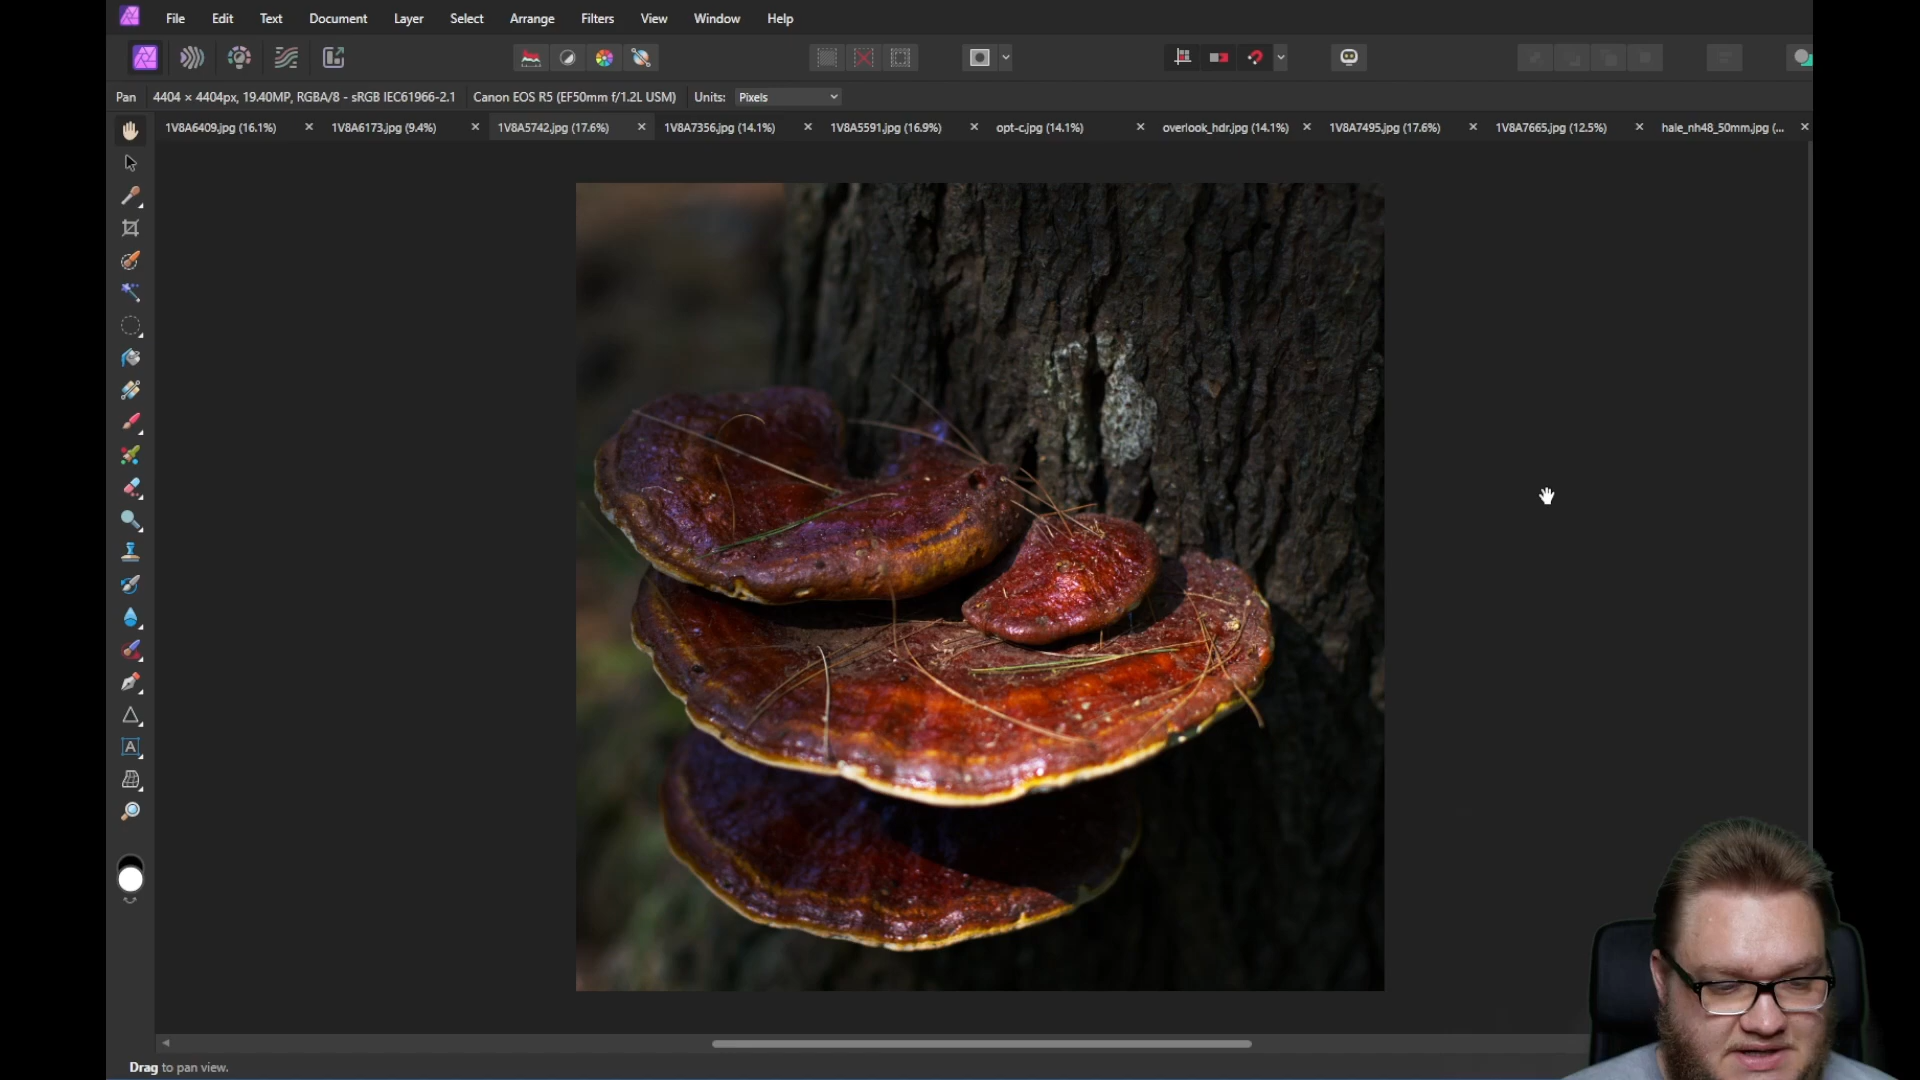 File Edit Text Document Layer Select Arrange Filters View Window Help
Pan 4404 × 4404px, 19.40MP, RGBA/8 - sRGB IEC61966-2.1 Canon EOS R5 (EF50mm f/1.2L USM) Units: Pixels
1V8A6409.jpg (16.1%) 1V8A6173.jpg (9.4%) 1V8A5742.jpg (17.6%) 1V8A7356.jpg (14.1%) 1V8A5591.jpg (16.9%) opt-c.jpg (14.1%) overlook_hdr.jpg (14.1%) 1V8A7495.jpg (17.6%) 1V8A7665.jpg (12.5%) hale_nh48_50mm.jpg (...
A
Drag to pan view.